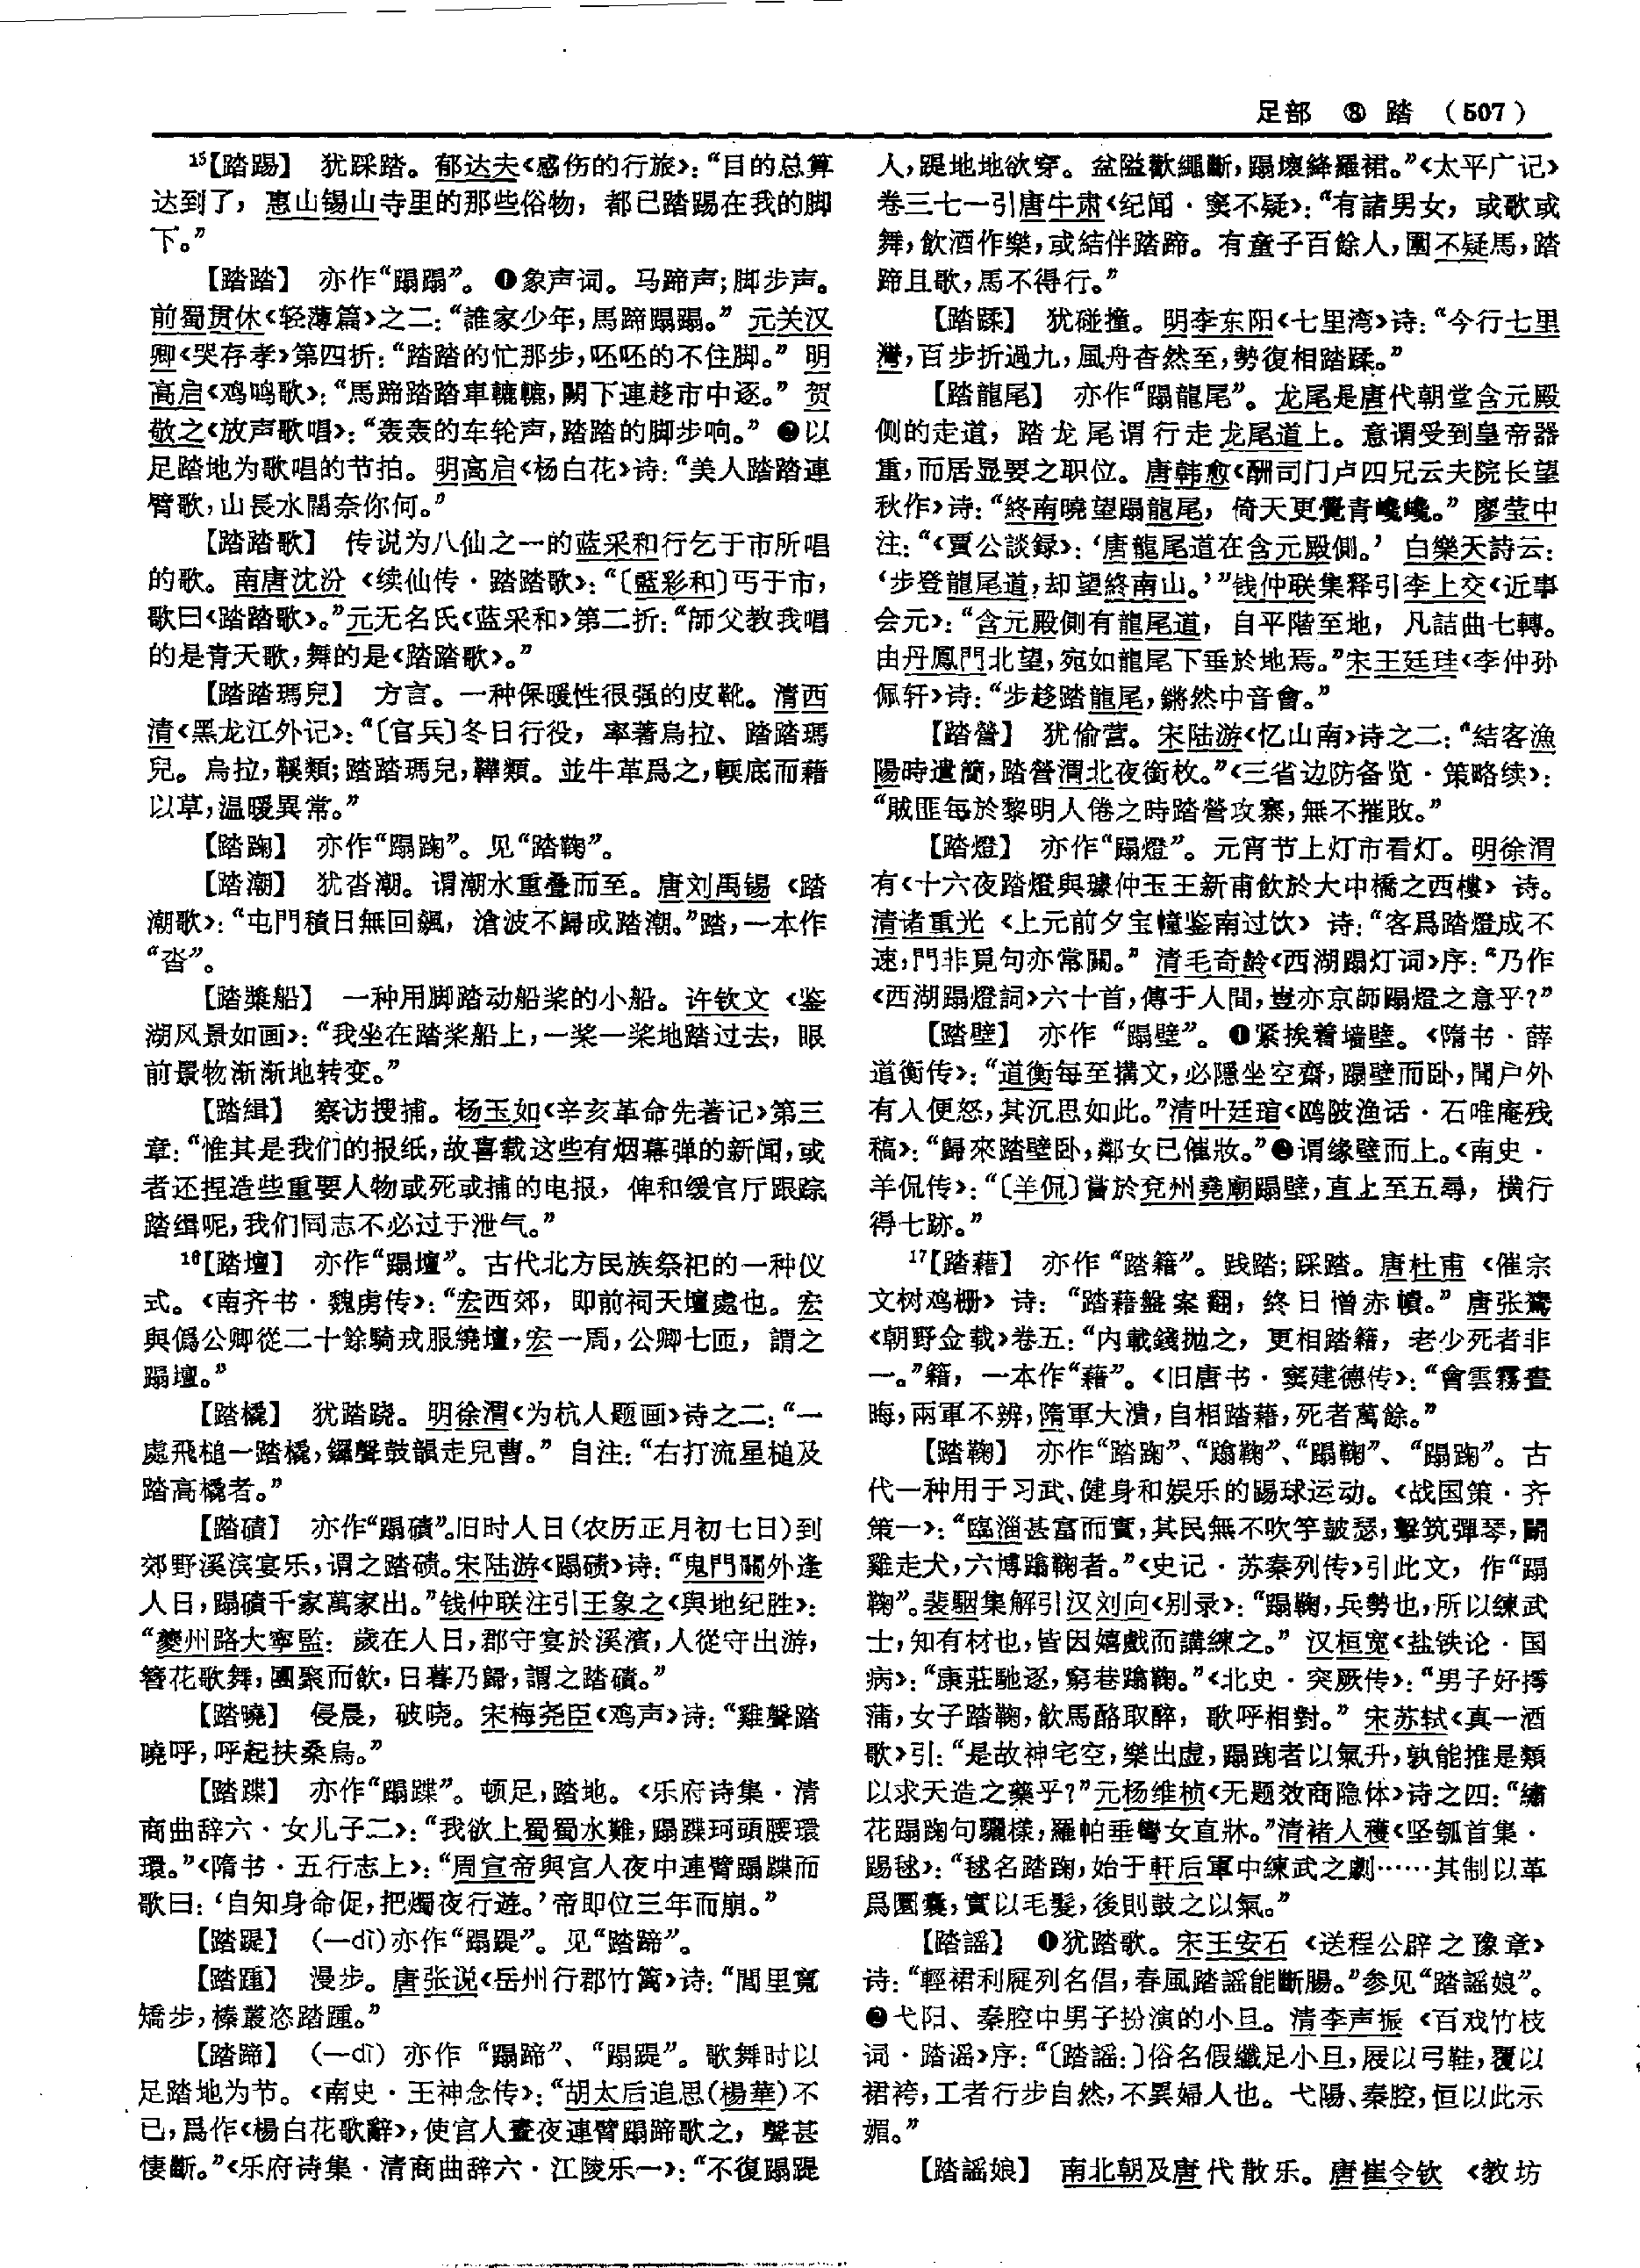 足部 ⑧ 踏 （507）
¹⁵【踏踢】 犹踩踏。郁达夫《感伤的行旅》：“目的总算
达到了，惠山锡山寺里的那些俗物，都已踏踢在我的脚
下。”
【踏踏】 亦作“蹋蹋”。❶象声词。马蹄声；脚步声。
前蜀贯休《轻薄篇》之二：“誰家少年，馬蹄蹋蹋。” 元关汉
卿《哭存孝》第四折：“踏踏的忙那步，呸呸的不住脚。” 明
高启《鸡鸣歌》：“馬蹄踏踏車轆轆，闕下連趁市中逐。” 贺
敬之《放声歌唱》：“轰轰的车轮声，踏踏的脚步响。” ❷以
足踏地为歌唱的节拍。明高启《杨白花》诗：“美人踏踏連
臂歌，山長水闊奈你何。”
【踏踏歌】 传说为八仙之一的蓝采和行乞于市所唱
的歌。南唐沈汾《续仙传·踏踏歌》：“〔藍彩和〕丐于市，
歌曰《踏踏歌》。”元无名氏《蓝采和》第二折：“師父教我唱
的是青天歌，舞的是《踏踏歌》。”
【踏踏瑪兒】 方言。一种保暖性很强的皮靴。清西
清《黑龙江外记》：“〔官兵〕冬日行役，率著烏拉、踏踏瑪
兒。烏拉，鞵類；踏踏瑪兒，鞾類。並牛革爲之，輭底而藉
以草，温暖異常。”
【踏踘】 亦作“蹋踘”。见“踏鞠”。
【踏潮】 犹沓潮。谓潮水重叠而至。唐刘禹锡《踏
潮歌》：“屯門積日無回飆，滄波不歸成踏潮。”踏，一本作
“沓”。
【踏槳船】 一种用脚踏动船桨的小船。许钦文《鉴
湖风景如画》：“我坐在踏桨船上，一桨一桨地踏过去，眼
前景物渐渐地转变。”
【踏緝】 察访搜捕。杨玉如《辛亥革命先著记》第三
章：“惟其是我们的报纸，故喜载这些有烟幕弹的新闻，或
者还捏造些重要人物或死或捕的电报，俾和缓官厅跟踪
踏缉呢，我们同志不必过于泄气。”
¹⁶【踏壇】 亦作“蹋壇”。古代北方民族祭祀的一种仪
式。《南齐书·魏虏传》：“宏西郊，即前祠天壇處也。宏
與僞公卿從二十餘騎戎服繞壇，宏一周，公卿七匝，謂之
蹋壇。”
【踏橇】 犹踏跷。明徐渭《为杭人题画》诗之二：“一
處飛槌一踏橇，鑼聲鼓韻走兒曹。” 自注：“右打流星槌及
踏高橇者。”
【踏磧】 亦作“蹋磧”。旧时人日（农历正月初七日）到
郊野溪滨宴乐，谓之踏碛。宋陆游《蹋碛》诗：“鬼門關外逢
人日，蹋磧千家萬家出。”钱仲联注引王象之《舆地纪胜》：
“夔州路大寧監：歲在人日，郡守宴於溪濱，人從守出游，
簪花歌舞，團聚而飲，日暮乃歸，謂之踏磧。”
【踏曉】 侵晨，破晓。宋梅尧臣《鸡声》诗：“雞聲踏
曉呼，呼起扶桑烏。”
【踏蹀】 亦作“蹋蹀”。顿足，踏地。《乐府诗集·清
商曲辞六·女儿子二》：“我欲上蜀蜀水難，蹋蹀珂頭腰環
環。”《隋书·五行志上》：“周宣帝與宫人夜中連臂蹋蹀而
歌曰：‘自知身命促，把燭夜行遊。’帝即位三年而崩。”
【踏踶】 （—dì）亦作“蹋踶”。见“踏蹄”。
【踏踵】 漫步。唐张说《岳州行郡竹篱》诗：“閭里寬
矯步，榛叢恣踏踵。”
【踏蹄】 （—dì） 亦作 “蹋蹄”、“蹋踶”。歌舞时以
足踏地为节。《南史·王神念传》：“胡太后追思（楊華）不
已，爲作《楊白花歌辭》，使宫人晝夜連臂蹋蹄歌之，聲甚
悽斷。”《乐府诗集·清商曲辞六·江陵乐一》：“不復蹋踶
人，踶地地欲穿。盆隘歡繩斷，蹋壞絳羅裙。”《太平广记》
卷三七一引唐牛肃《纪闻·窦不疑》：“有諸男女，或歌或
舞，飲酒作樂，或結伴踏蹄。有童子百餘人，圍不疑馬，踏
蹄且歌，馬不得行。”
【踏蹂】 犹碰撞。明李东阳《七里湾》诗：“今行七里
灣，百步折過九，風舟杳然至，勢復相踏蹂。”
【踏龍尾】 亦作“蹋龍尾”。龙尾是唐代朝堂含元殿
侧的走道，踏龙尾谓行走龙尾道上。意谓受到皇帝器
重，而居显要之职位。唐韩愈《酬司门卢四兄云夫院长望
秋作》诗：“終南曉望蹋龍尾，倚天更覺青巉巉。” 廖莹中
注：“《賈公談録》：‘唐龍尾道在含元殿側。’ 白樂天詩云：
‘步登龍尾道，却望終南山。’”钱仲联集释引李上交《近事
会元》：“含元殿側有龍尾道，自平階至地，凡詰曲七轉。
由丹鳳門北望，宛如龍尾下垂於地焉。”宋王廷珪《李仲孙
佩轩》诗：“步趁踏龍尾，鏘然中音會。”
【踏營】 犹偷营。宋陆游《忆山南》诗之二：“結客漁
陽時遣簡，踏營渭北夜銜枚。”《三省边防备览·策略续》：
“賊匪每於黎明人倦之時踏營攻寨，無不摧敗。”
【踏燈】 亦作“蹋燈”。元宵节上灯市看灯。明徐渭
有《十六夜踏燈與璩仲玉王新甫飲於大中橋之西樓》 诗。
清诸重光《上元前夕宝幢鉴南过饮》 诗：“客爲踏燈成不
速，門非覓句亦常關。” 清毛奇龄《西湖蹋灯词》序：“乃作
《西湖蹋燈詞》六十首，傳于人間，豈亦京師蹋燈之意乎？”
【踏壁】 亦作 “蹋壁”。❶紧挨着墙壁。《隋书·薛
道衡传》：“道衡每至搆文，必隱坐空齋，蹋壁而卧，聞户外
有人便怒，其沉思如此。”清叶廷琯《鸥陂渔话·石唯庵残
稿》：“歸來踏壁卧，鄰女已催妝。”❷谓缘壁而上。《南史·
羊侃传》：“〔羊侃〕嘗於兗州堯廟蹋壁，直上至五尋，横行
得七跡。”
¹⁷【踏藉】 亦作 “踏籍”。践踏；踩踏。唐杜甫《催宗
文树鸡栅》 诗：“踏藉盤案翻，終日憎赤幘。” 唐张鷟
《朝野佥载》卷五：“内載錢拋之，更相踏籍，老少死者非
一。”籍，一本作“藉”。《旧唐书·窦建德传》：“會雲霧晝
晦，兩軍不辨，隋軍大潰，自相踏藉，死者萬餘。”
【踏鞠】 亦作“踏踘”、“蹹鞠”、“蹋鞠”、“蹋踘”。古
代一种用于习武、健身和娱乐的踢球运动。《战国策·齐
策一》：“臨淄甚富而實，其民無不吹竽鼓瑟，擊筑彈琴，鬭
雞走犬，六博蹹鞠者。”《史记·苏秦列传》引此文，作“蹋
鞠”。裴駰集解引汉刘向《别录》：“蹋鞠，兵勢也，所以練武
士，知有材也，皆因嬉戲而講練之。” 汉桓宽《盐铁论·国
病》：“康莊馳逐，窮巷蹹鞠。”《北史·突厥传》：“男子好摴
蒲，女子踏鞠，飲馬酪取醉，歌呼相對。” 宋苏轼《真一酒
歌》引：“是故神宅空，樂出虚，蹋踘者以氣升，孰能推是類
以求天造之藥乎？”元杨维桢《无题效商隐体》诗之四：“繡
花蹋踘句驪樣，羅帕垂彎女直牀。”清褚人穫《坚瓠首集·
踢毬》：“毬名踏踘，始于軒后軍中練武之劇……其制以革
爲圓囊，實以毛髮，後則鼓之以氣。”
【踏謡】 ❶犹踏歌。宋王安石《送程公辟之豫章》
诗：“輕裙利屣列名倡，春風踏謡能斷腸。”参见“踏謡娘”。
❷弋阳、秦腔中男子扮演的小旦。清李声振《百戏竹枝
词·踏谣》序：“〔踏謡：〕俗名假纖足小旦，屐以弓鞋，覆以
裙袴，工者行步自然，不異婦人也。弋陽、秦腔，恒以此示
媚。”
【踏謡娘】 南北朝及唐代散乐。唐崔令钦《教坊